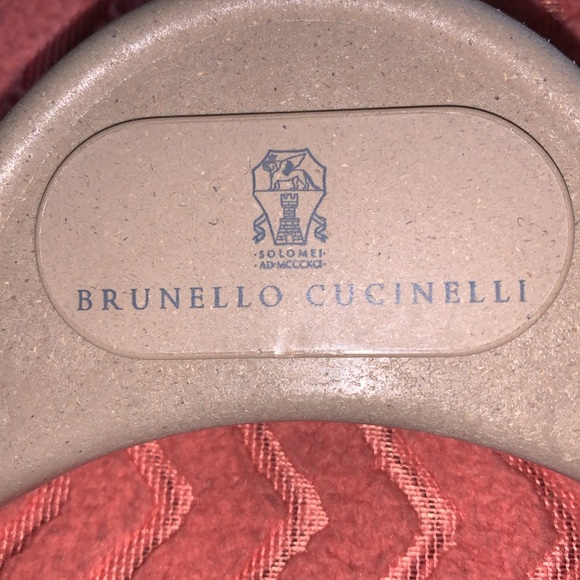 ·SOLOMEI·
·AD·MCCCXCI·
BRUNELLO CUCINELLI